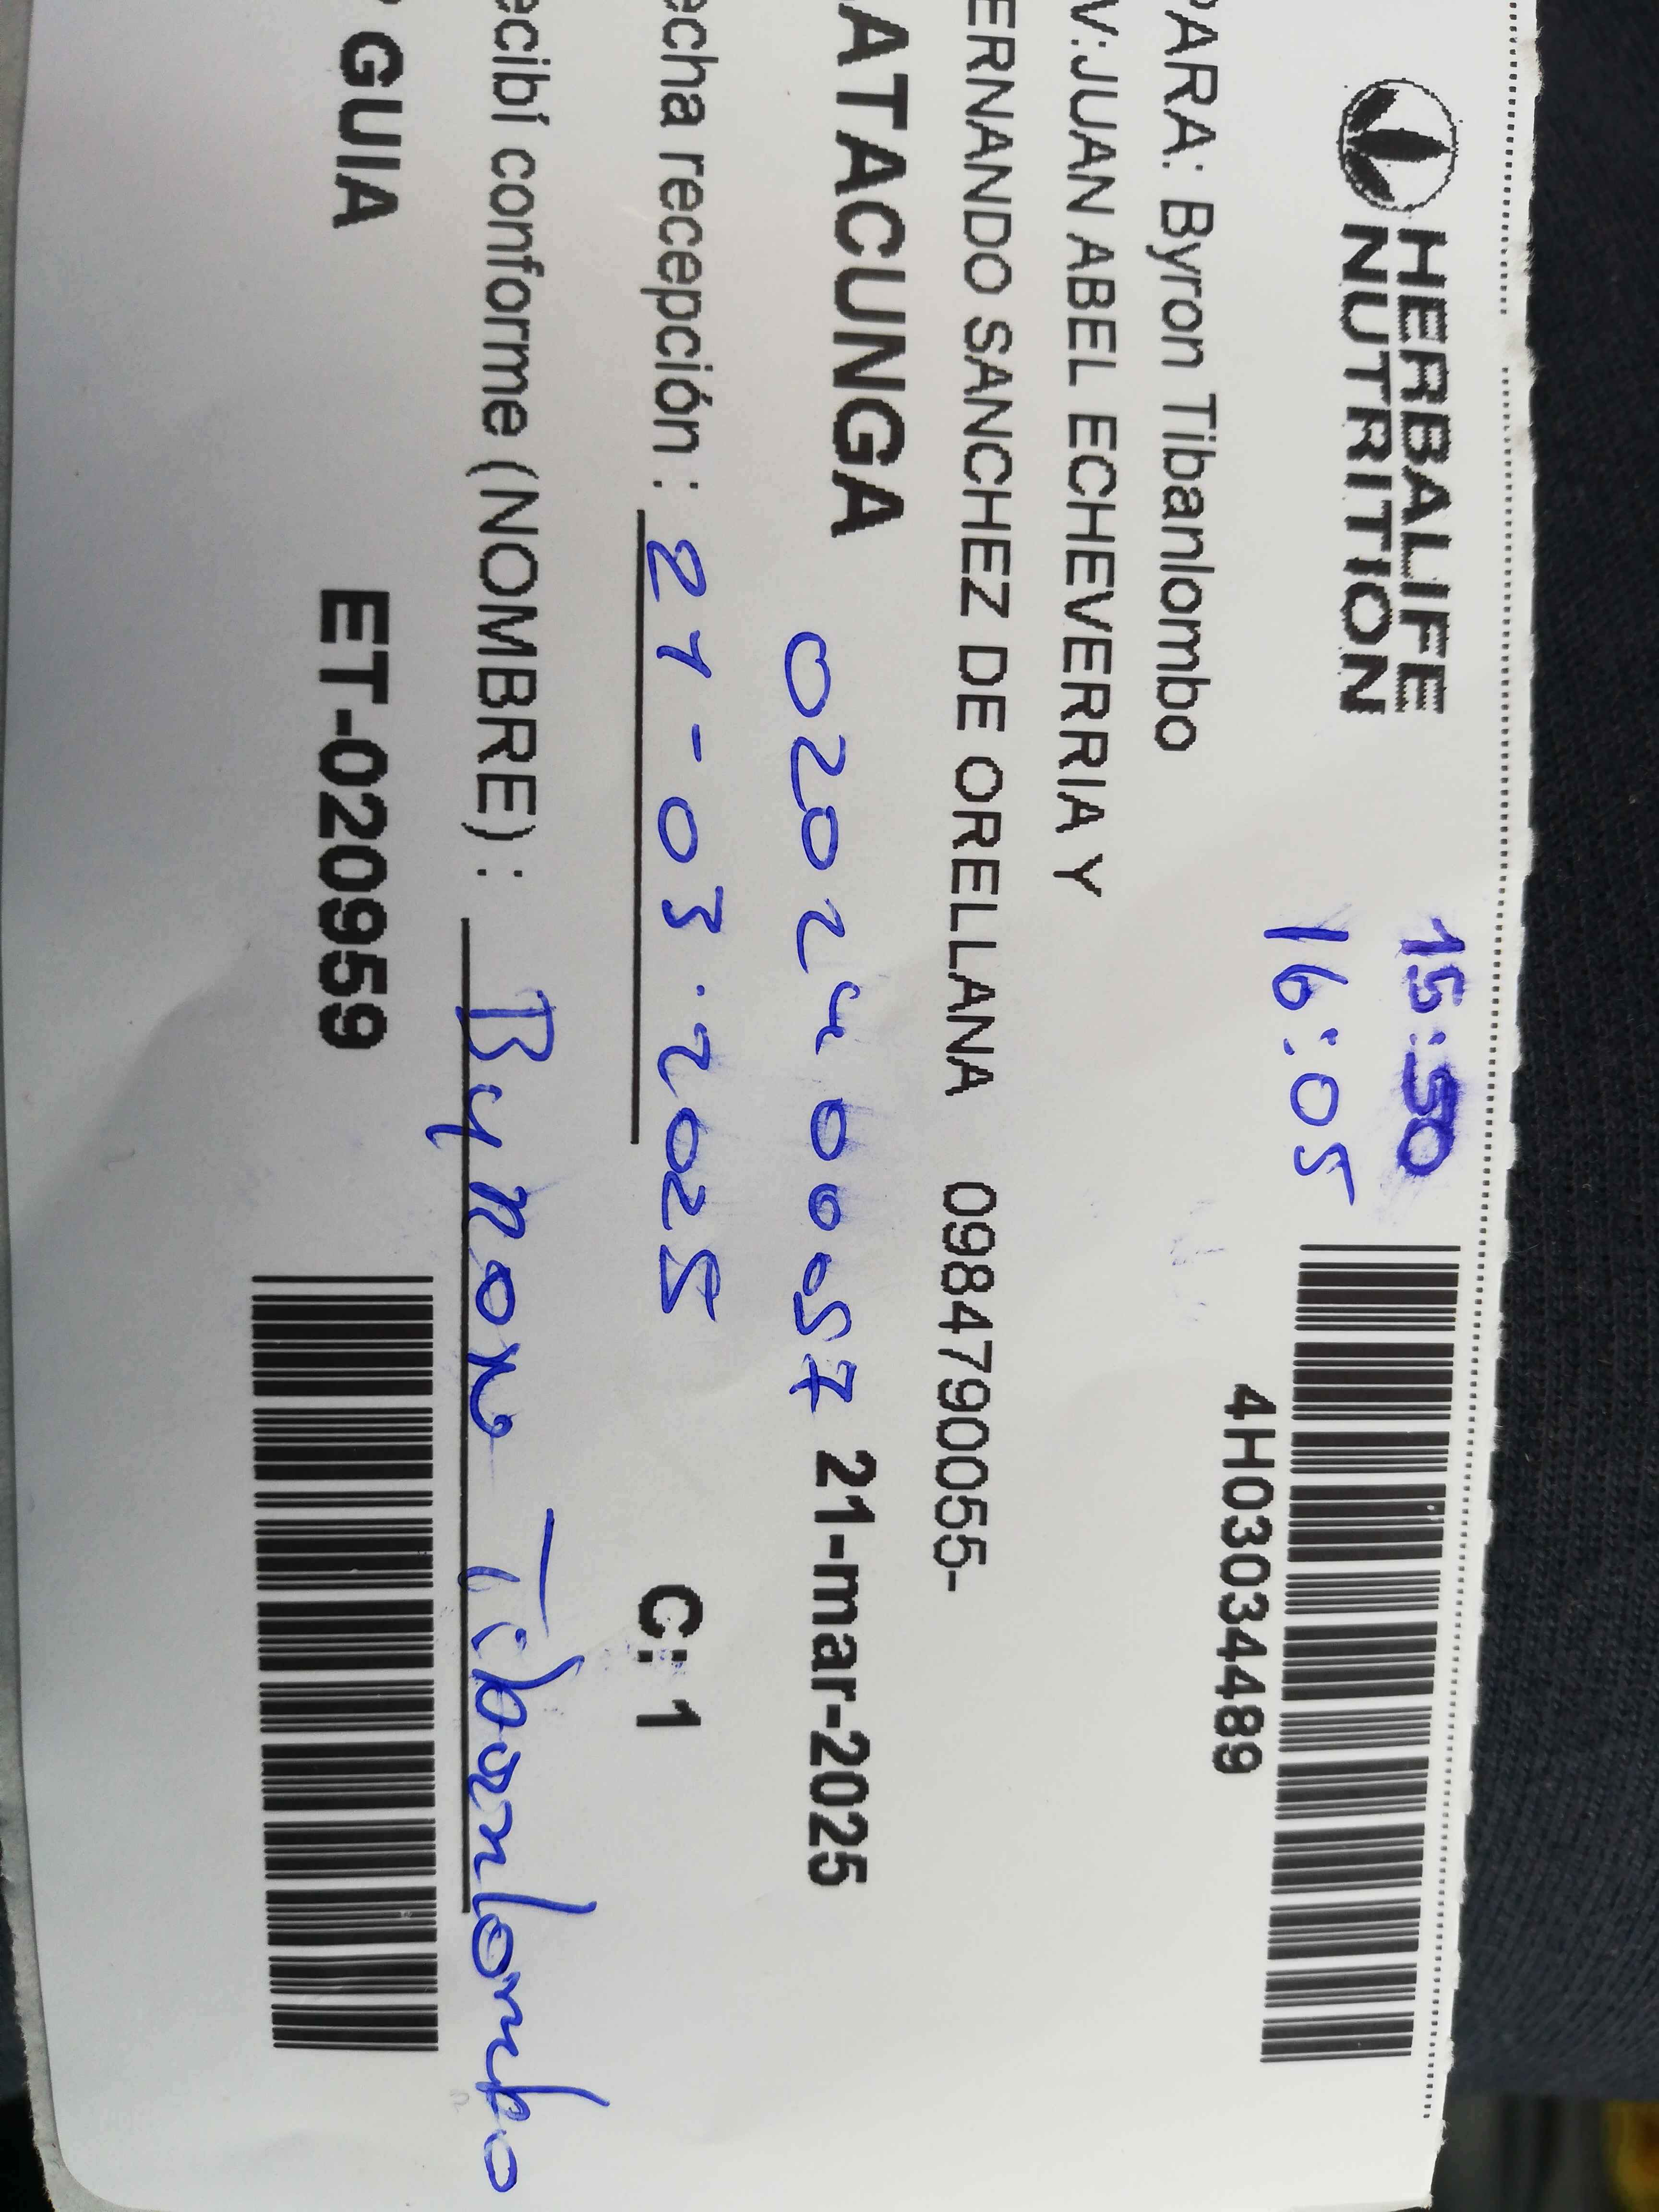 HERBALIFE
NUTRITION
15:50
16:05
4H03034489
PARA: Byron Tibanlombo
V:JUAN ABEL ECHEVERRIA Y
ERNANDO SANCHEZ DE ORELLANA 0984790055-
ATACUNGA 0202400057 21-mar-2025
echa recepción : 21-03-2025 C: 1
ecibí conforme (NOMBRE) : Byron Tibanlombo
GUIA ET-020959